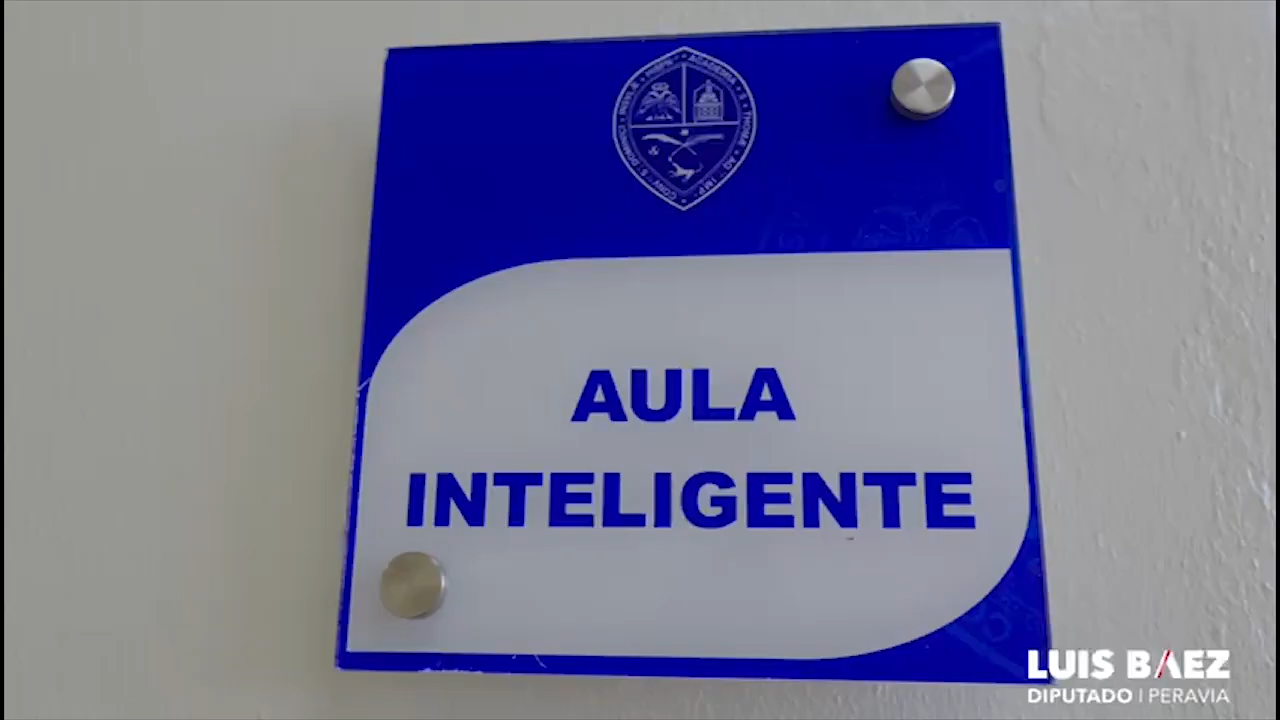 AULA
INTELIGENTE
LUIS BAEZ
DIPUTADO | PERAVIA